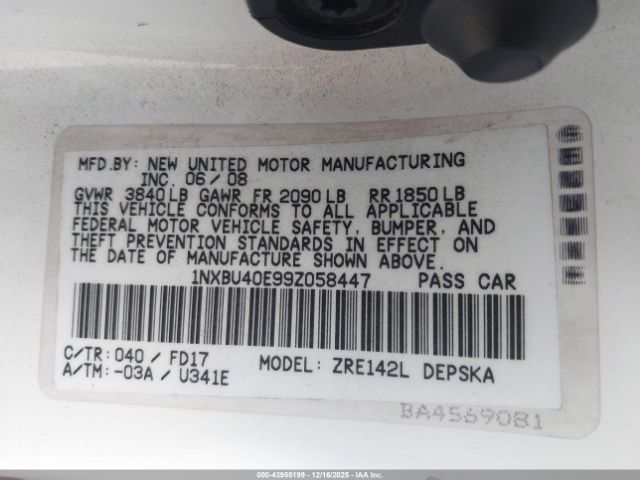 MFD.BY: NEW UNITED MOTOR MANUFACTURING
INC. 06/08
GVWR 3840LB GAWR FR 2090LB RR1850LB
THIS VEHICLE CONFORMS TO ALL APPLICABLE
FEDERAL MOTOR VEHICLE SAFETY, BUMPER, AND
THEFT PREVENTION STANDARDS IN EFFECT ON
THE DATE OF MANUFACTURE SHOWN ABOVE.
1NXBU40E99Z058447 PASS CAR
C/TR: 040 / FD17 MODEL: ZRE142L DEPSKA
A/TM: -03A / U341E
BA4569081
000-43955199 - 12/16/2025 - IAA HOLDINGS, LLC